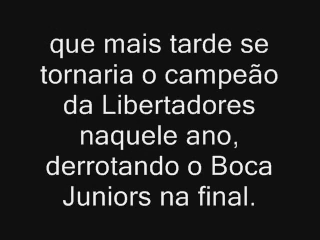 que mais tarde se
tornaria o campeão
da Libertadores
naquele ano,
derrotando o Boca
Juniors na final.